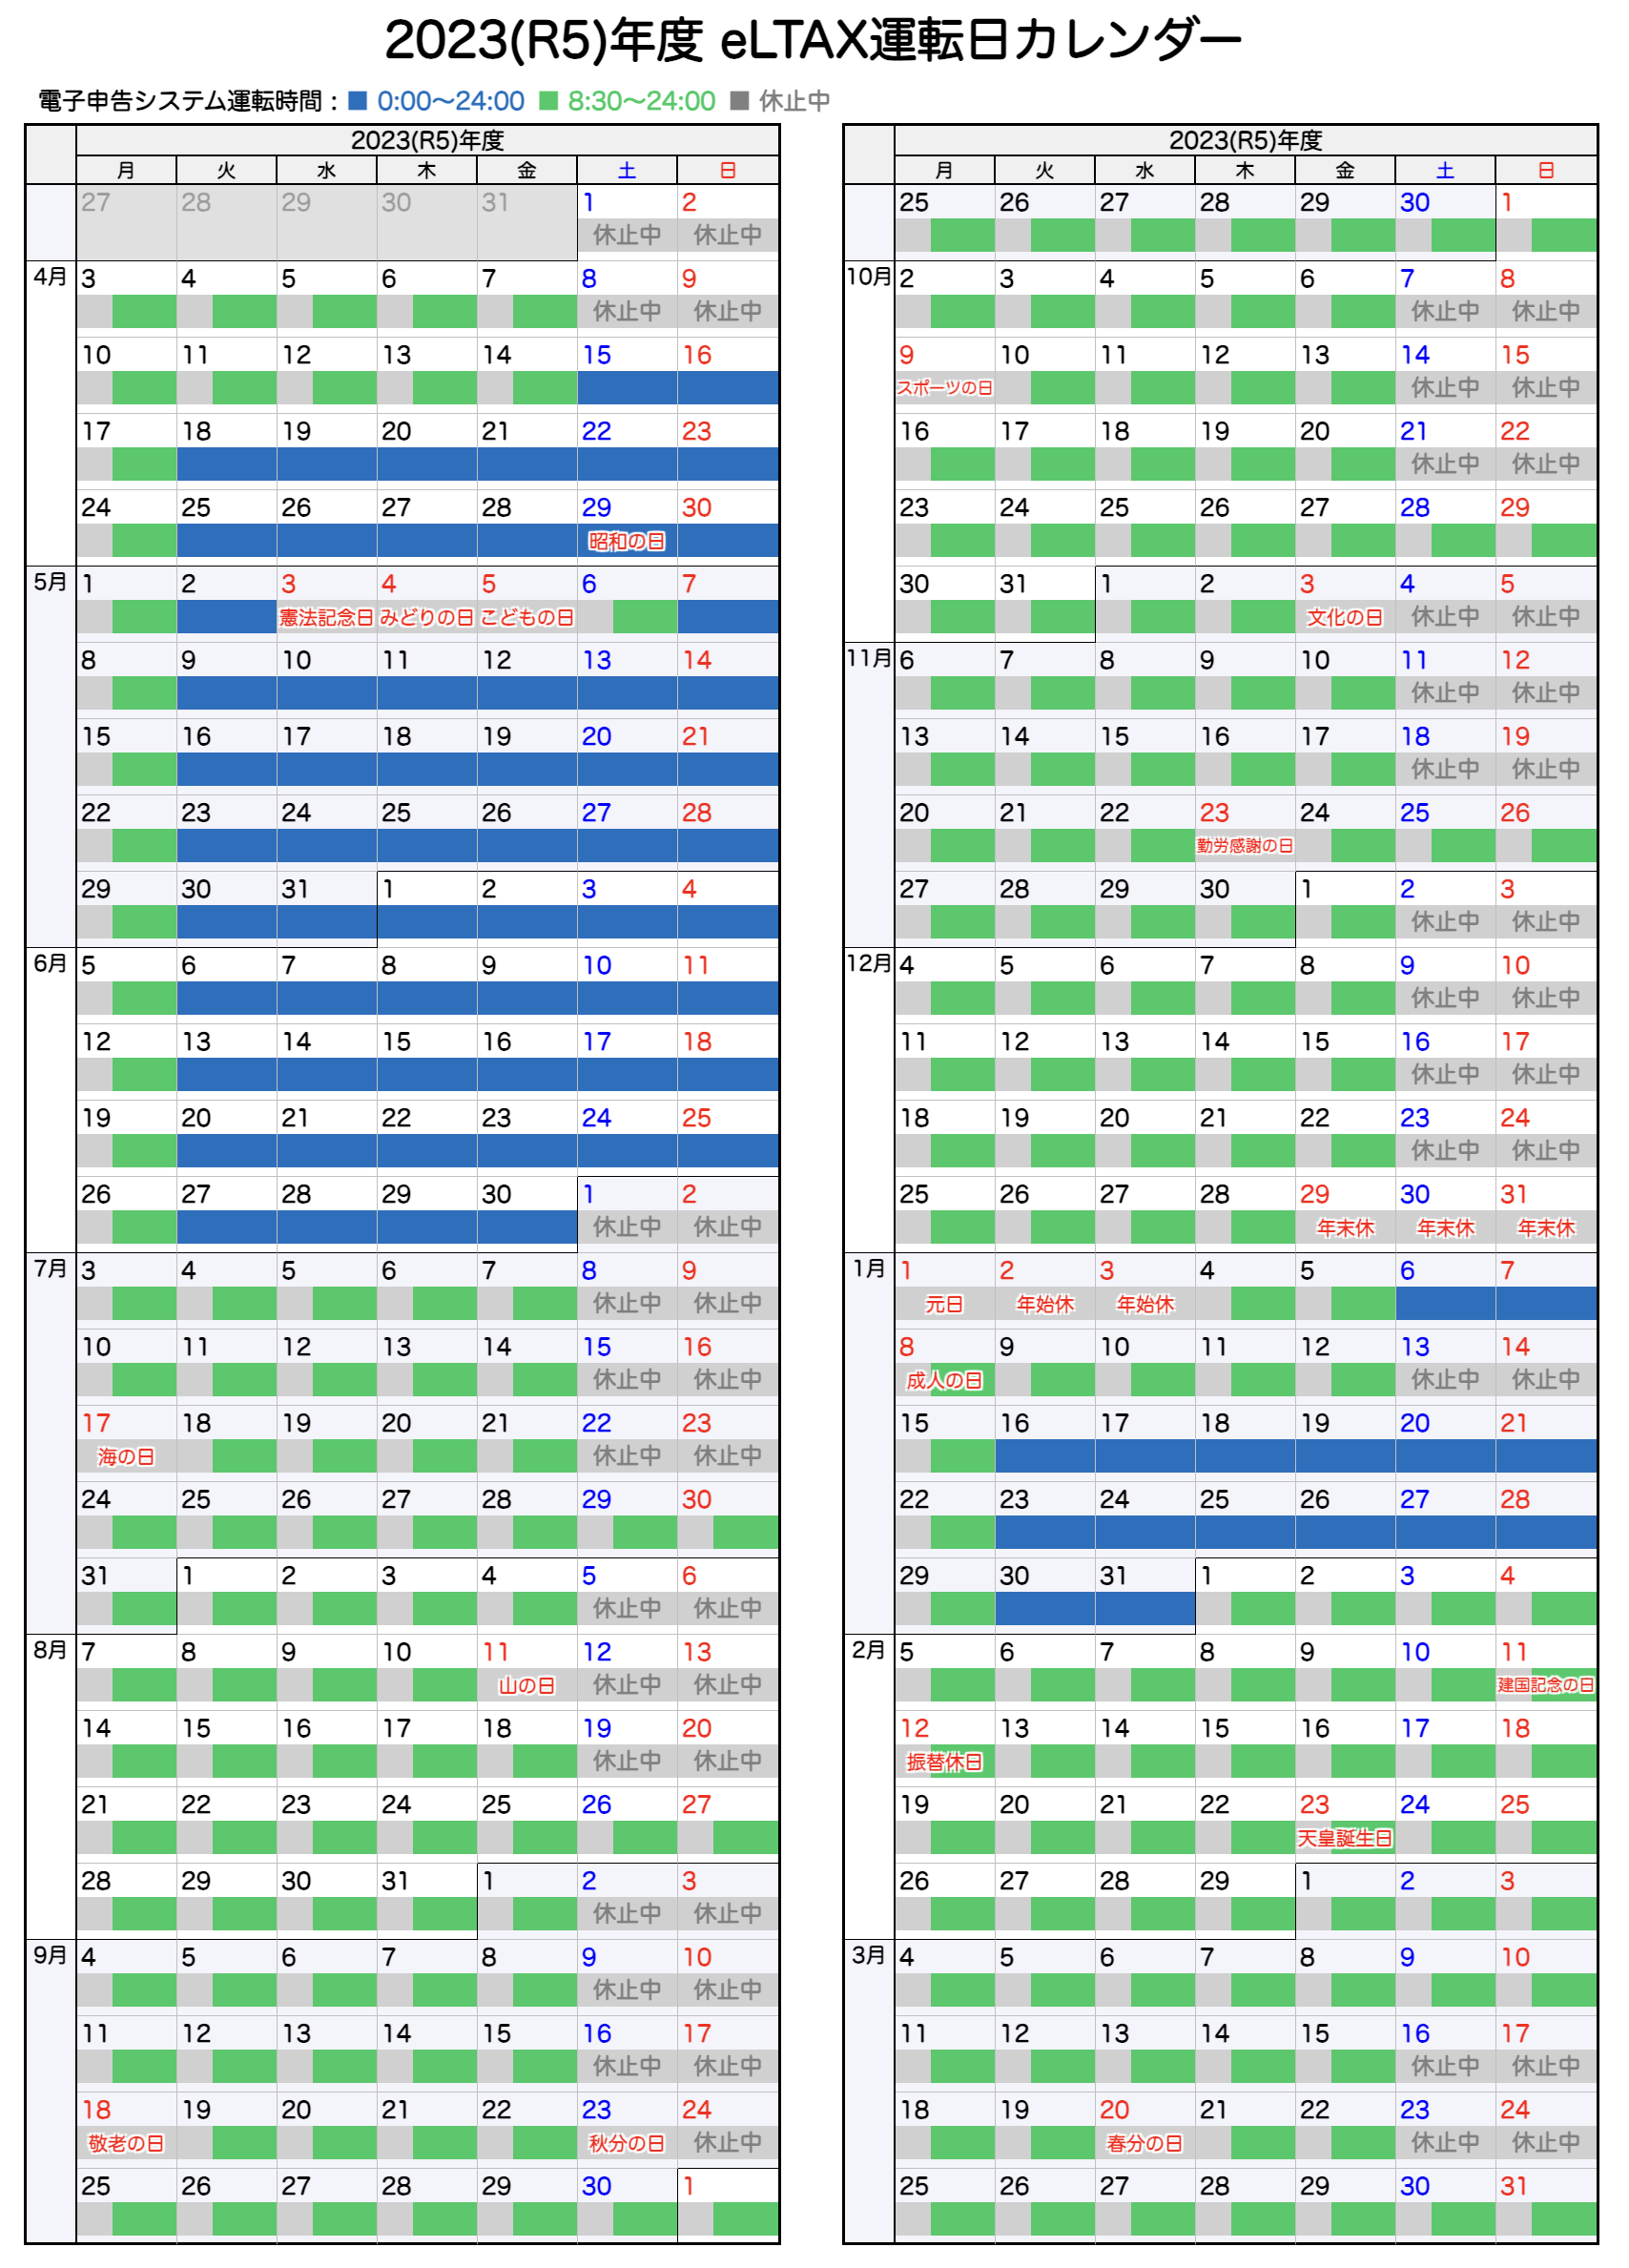 2023(R5)年度 eLTAX運転日カレンダー
電子申告システム運転時間：■ 0:00～24:00 ■ 8:30～24:00 ■ 休止中
2023(R5)年度
月 火 水 木 金 土 日
27 28 29 30 31 1 2
休止中 休止中
4月 3 4 5 6 7 8 9
休止中 休止中
10 11 12 13 14 15 16
17 18 19 20 21 22 23
24 25 26 27 28 29 30
昭和の日
5月 1 2 3 4 5 6 7
憲法記念日 みどりの日 こどもの日
8 9 10 11 12 13 14
15 16 17 18 19 20 21
22 23 24 25 26 27 28
29 30 31 1 2 3 4
6月 5 6 7 8 9 10 11
12 13 14 15 16 17 18
19 20 21 22 23 24 25
26 27 28 29 30 1 2
休止中 休止中
7月 3 4 5 6 7 8 9
休止中 休止中
10 11 12 13 14 15 16
休止中 休止中
17 18 19 20 21 22 23
海の日 休止中 休止中
24 25 26 27 28 29 30
31 1 2 3 4 5 6
休止中 休止中
8月 7 8 9 10 11 12 13
山の日 休止中 休止中
14 15 16 17 18 19 20
休止中 休止中
21 22 23 24 25 26 27
28 29 30 31 1 2 3
休止中 休止中
9月 4 5 6 7 8 9 10
休止中 休止中
11 12 13 14 15 16 17
休止中 休止中
18 19 20 21 22 23 24
敬老の日 秋分の日 休止中
25 26 27 28 29 30 1
2023(R5)年度
月 火 水 木 金 土 日
25 26 27 28 29 30 1
10月 2 3 4 5 6 7 8
休止中 休止中
9 10 11 12 13 14 15
スポーツの日 休止中 休止中
16 17 18 19 20 21 22
休止中 休止中
23 24 25 26 27 28 29
30 31 1 2 3 4 5
文化の日 休止中 休止中
11月 6 7 8 9 10 11 12
休止中 休止中
13 14 15 16 17 18 19
休止中 休止中
20 21 22 23 24 25 26
勤労感謝の日
27 28 29 30 1 2 3
休止中 休止中
12月 4 5 6 7 8 9 10
休止中 休止中
11 12 13 14 15 16 17
休止中 休止中
18 19 20 21 22 23 24
休止中 休止中
25 26 27 28 29 30 31
年末休 年末休 年末休
1月 1 2 3 4 5 6 7
元日 年始休 年始休
8 9 10 11 12 13 14
成人の日 休止中 休止中
15 16 17 18 19 20 21
22 23 24 25 26 27 28
29 30 31 1 2 3 4
2月 5 6 7 8 9 10 11
建国記念の日
12 13 14 15 16 17 18
振替休日
19 20 21 22 23 24 25
天皇誕生日
26 27 28 29 1 2 3
3月 4 5 6 7 8 9 10
11 12 13 14 15 16 17
休止中 休止中
18 19 20 21 22 23 24
春分の日 休止中 休止中
25 26 27 28 29 30 31